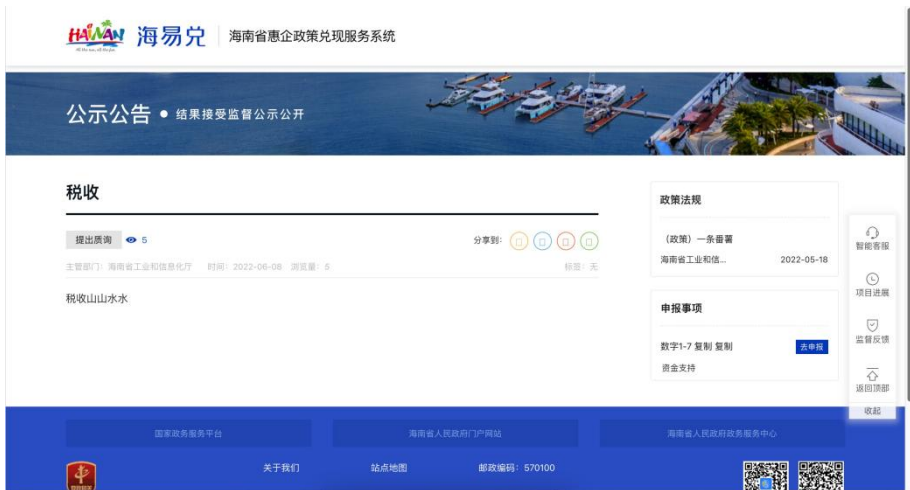 HAINAN 海易兑 海南省惠企政策兑现服务系统
公示公告 • 结果接受监督公示公开
税收
提出质询 5 分享到:
主管部门: 海南省工业和信息化厅 时间: 2022-06-08 浏览量: 5 标签: 无
税收山山水水
政策法规
(政策) 一条番薯
海南省工业和信... 2022-05-18
申报事项
数字1-7 复制 复制 去申报
资金支持
智能客服
项目进展
监督反馈
返回顶部
收起
国家政务服务平台 海南省人民政府门户网站 海南省人民政府政务服务中心
关于我们 站点地图 邮政编码: 570100